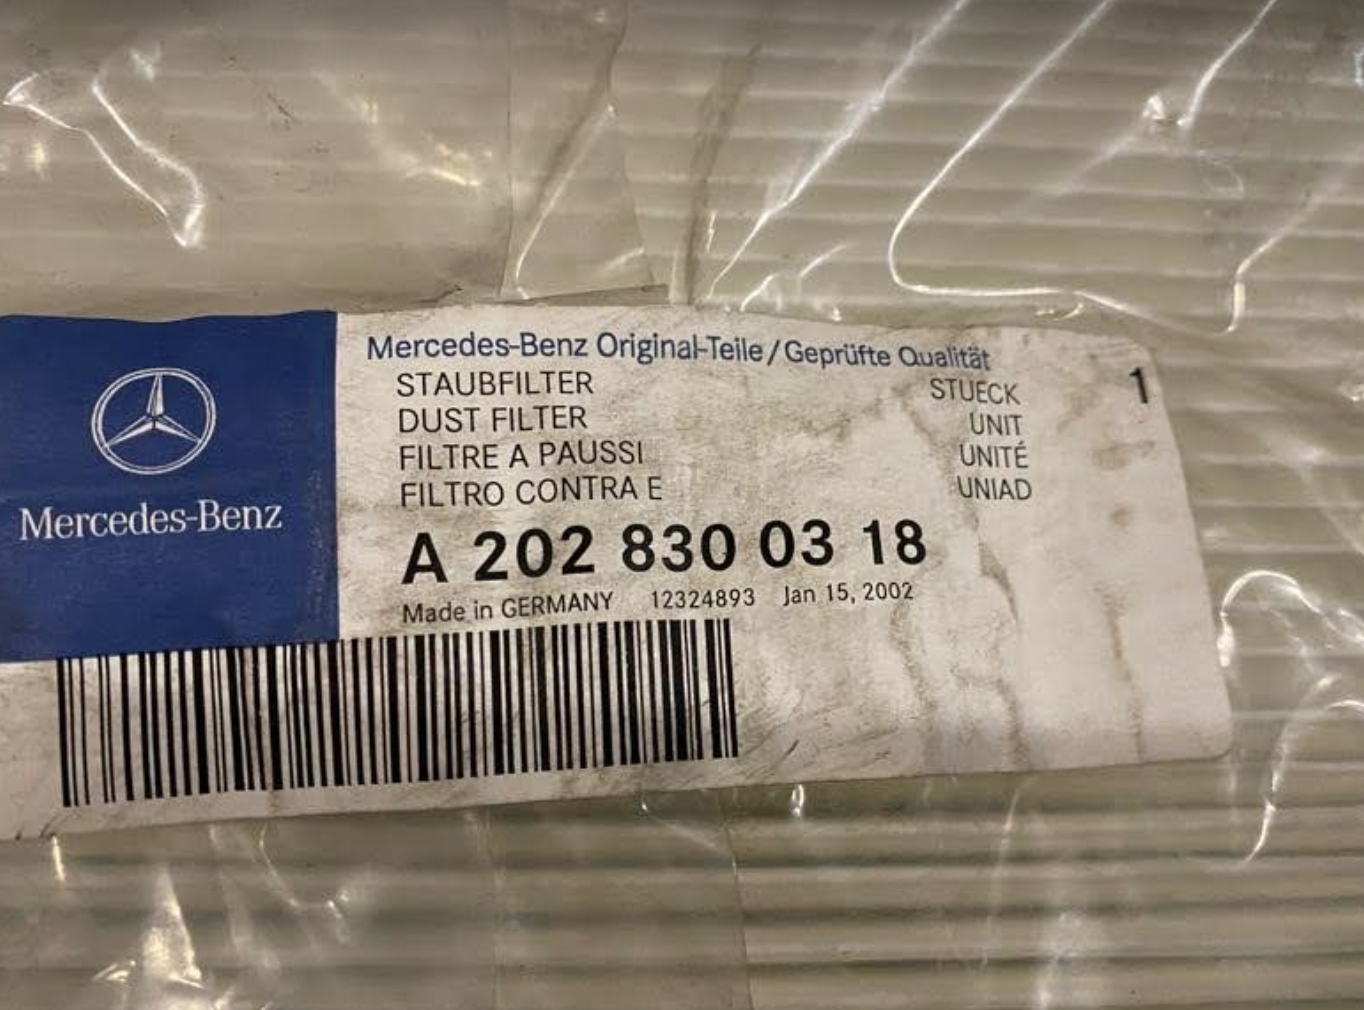 Mercedes-Benz
Mercedes-Benz Original-Teile/Geprüfte Qualität
STAUBFILTER STUECK 1
DUST FILTER UNIT
FILTRE A PAUSSI UNITÉ
FILTRO CONTRA E UNIAD
A 202 830 03 18
Made in GERMANY 12324893 Jan 15, 2002